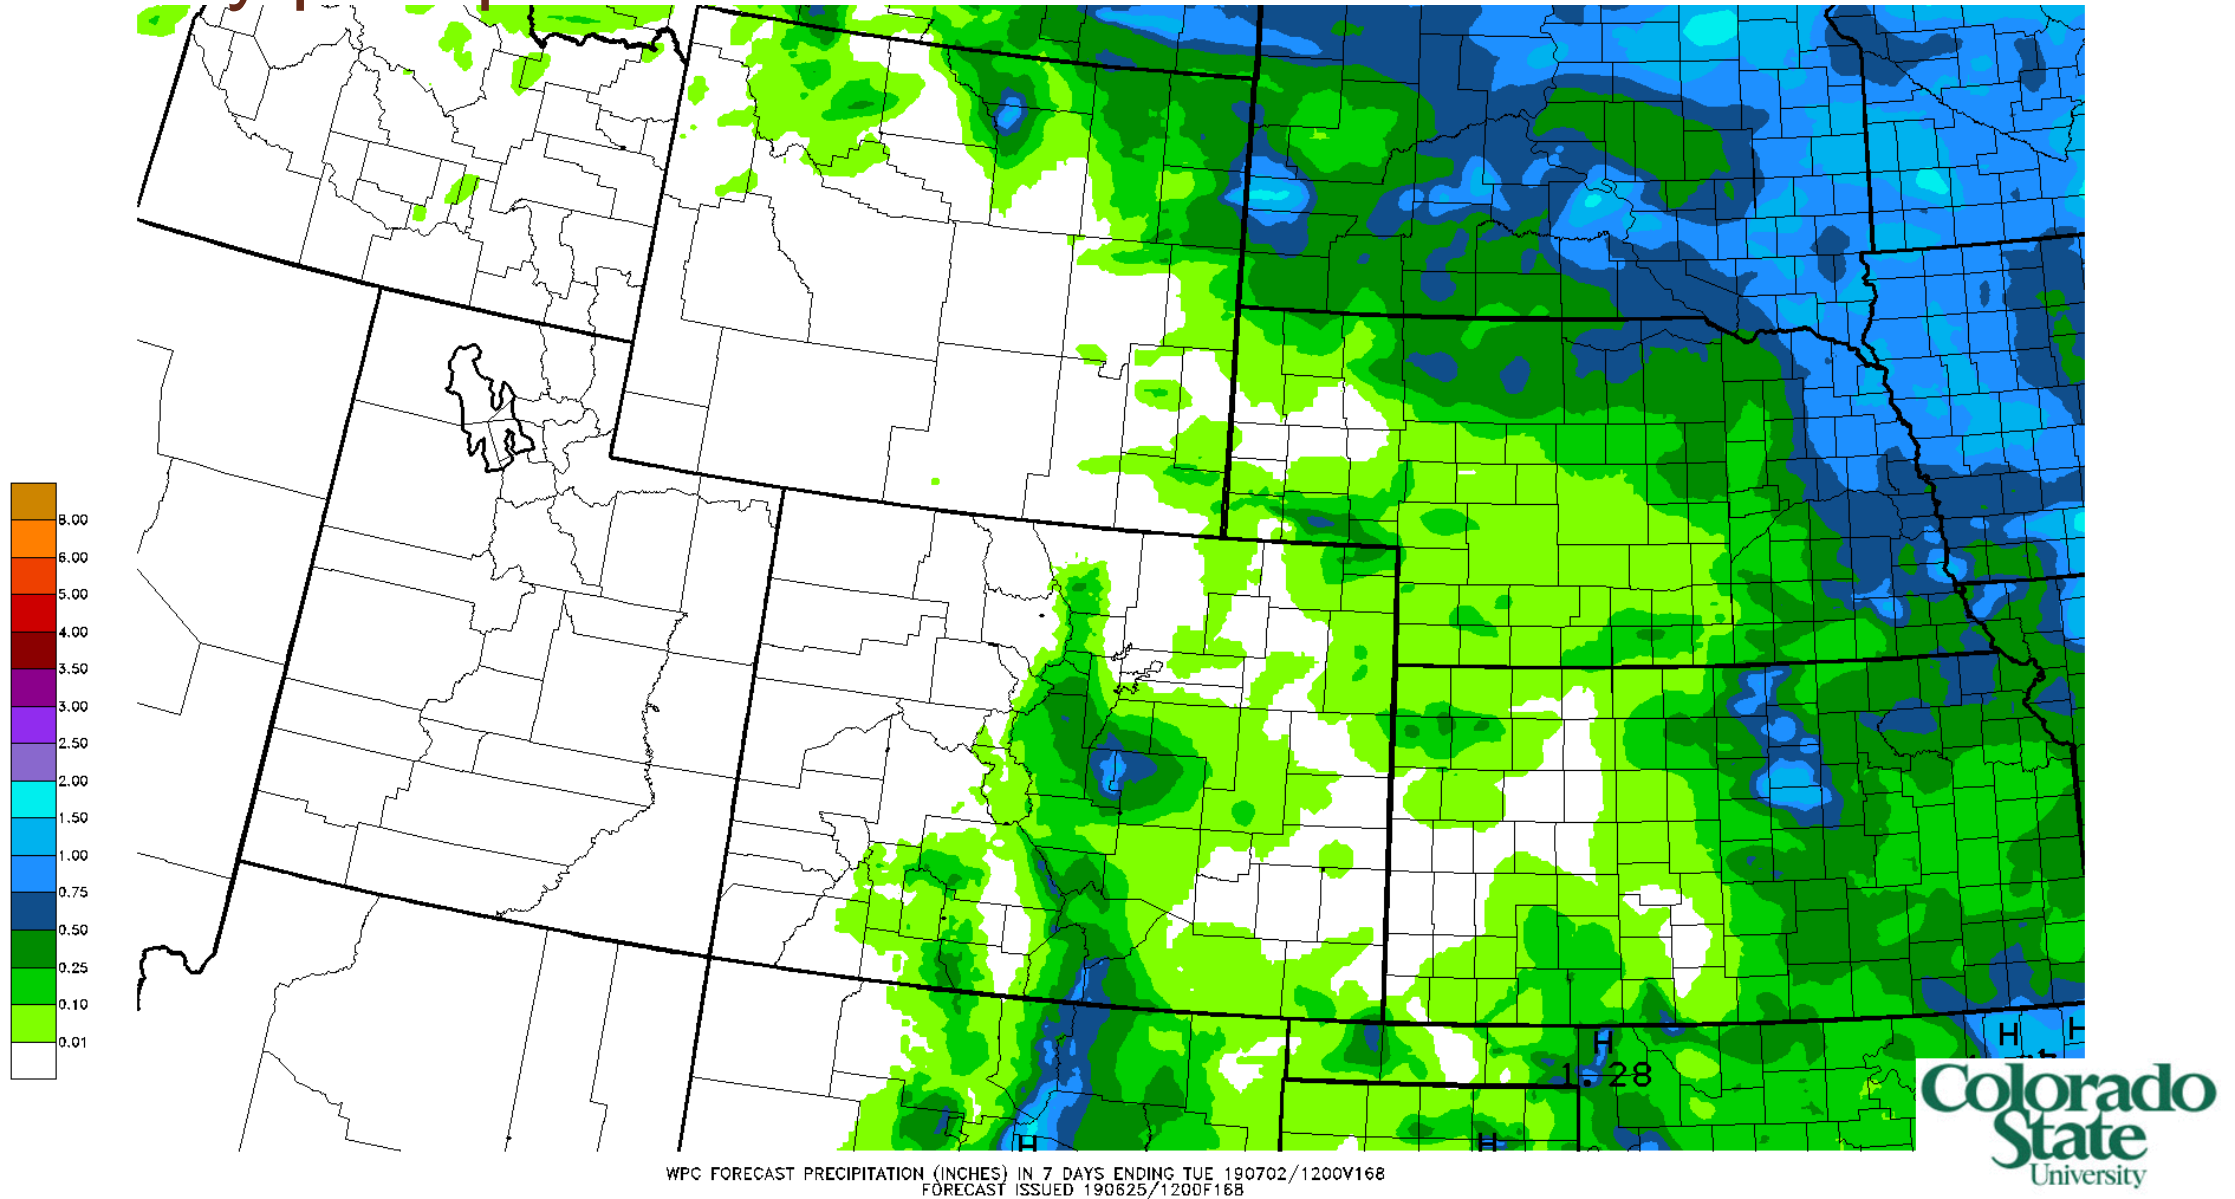 8.00
6.00
5.00
4.00
3.50
3.00
2.50
2.00
1.50
1.00
0.75
0.50
0.25
0.10
0.01
H
H
H
1.28
H
H
WPC FORECAST PRECIPITATION (INCHES) IN 7 DAYS ENDING TUE 190702/1200V168
FORECAST ISSUED 190625/1200F168
Colorado
State
University